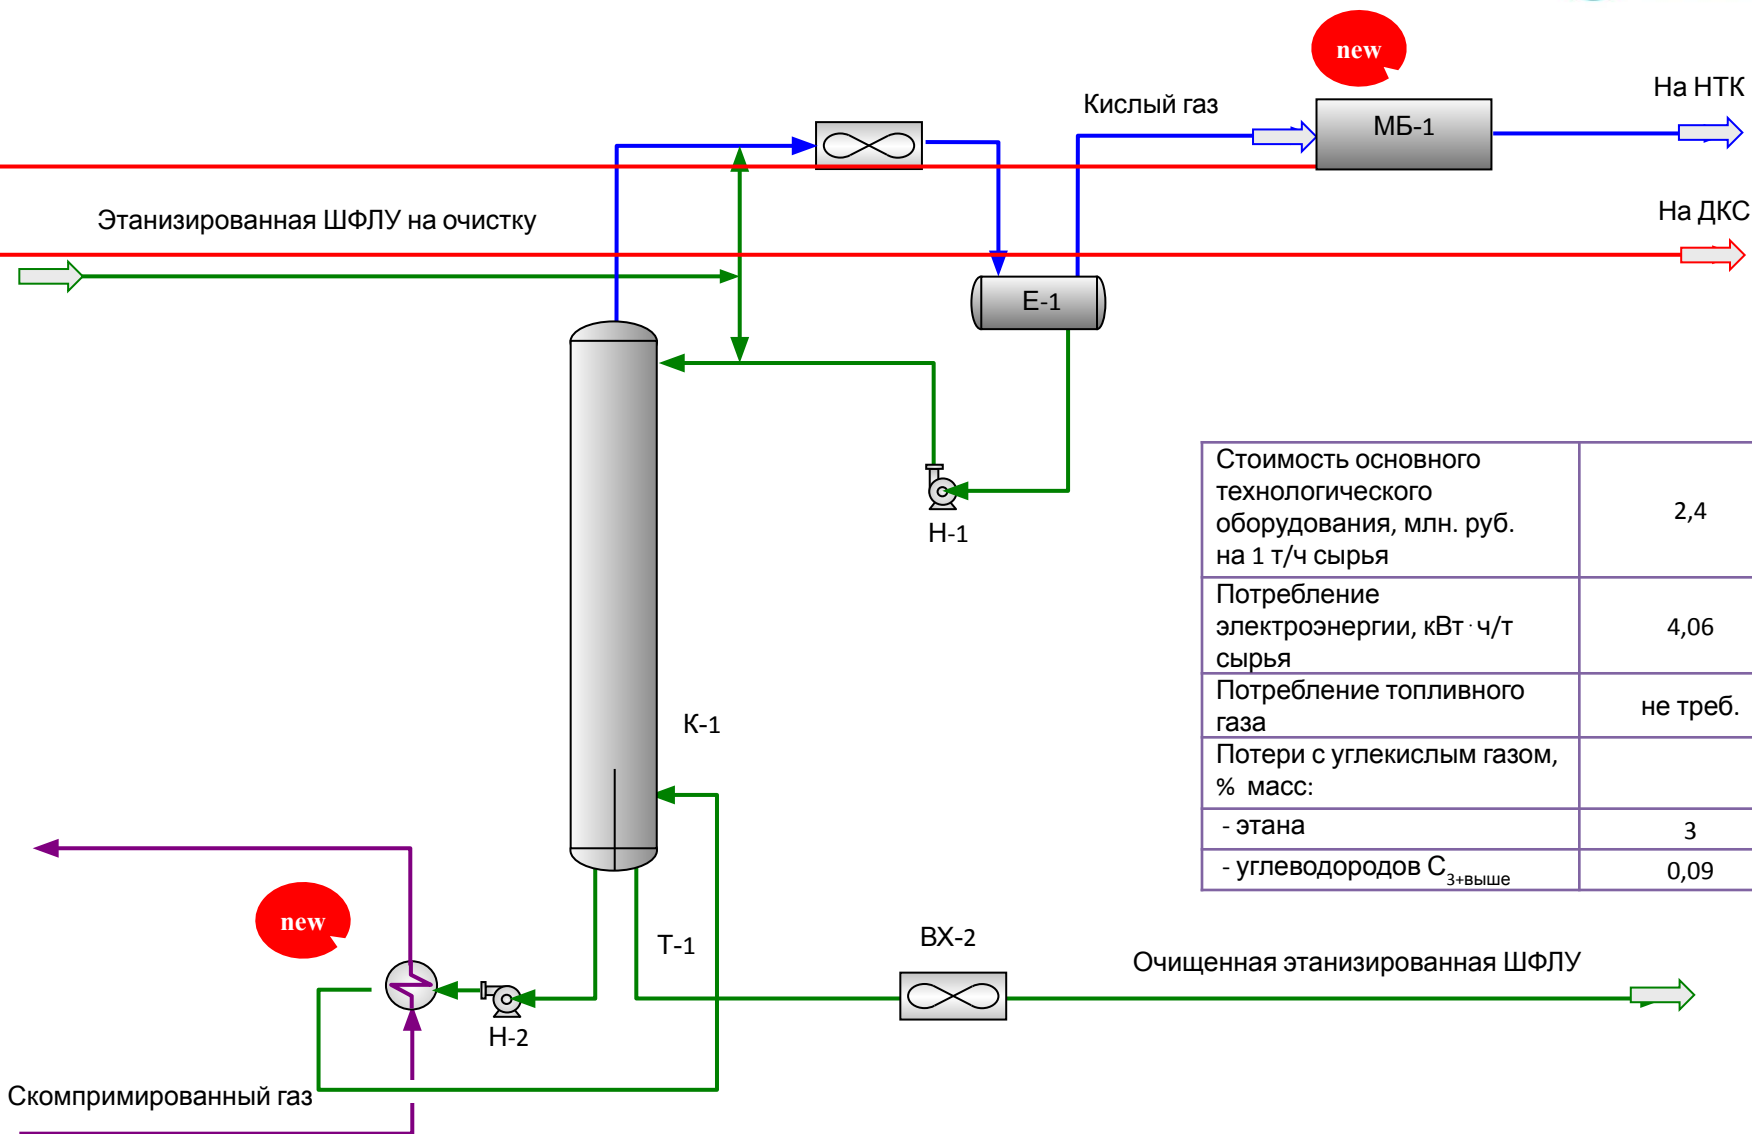 new
На НТК
Кислый газ
МБ-1
На ДКС
Этанизированная ШФЛУ на очистку
Е-1
Стоимость основного
технологического
оборудования, млн. руб.
на 1 т/ч сырья
2,4
Н-1
Потребление
электроэнергии, кВт·ч/т
сырья
4,06
Потребление топливного
газа
не треб.
К-1
Потери с углекислым газом,
% масс:
- этана
3
- углеводородов С3+выше
0,09
new
Т-1
ВХ-2
Очищенная этанизированная ШФЛУ
Н-2
Скомпримированный газ